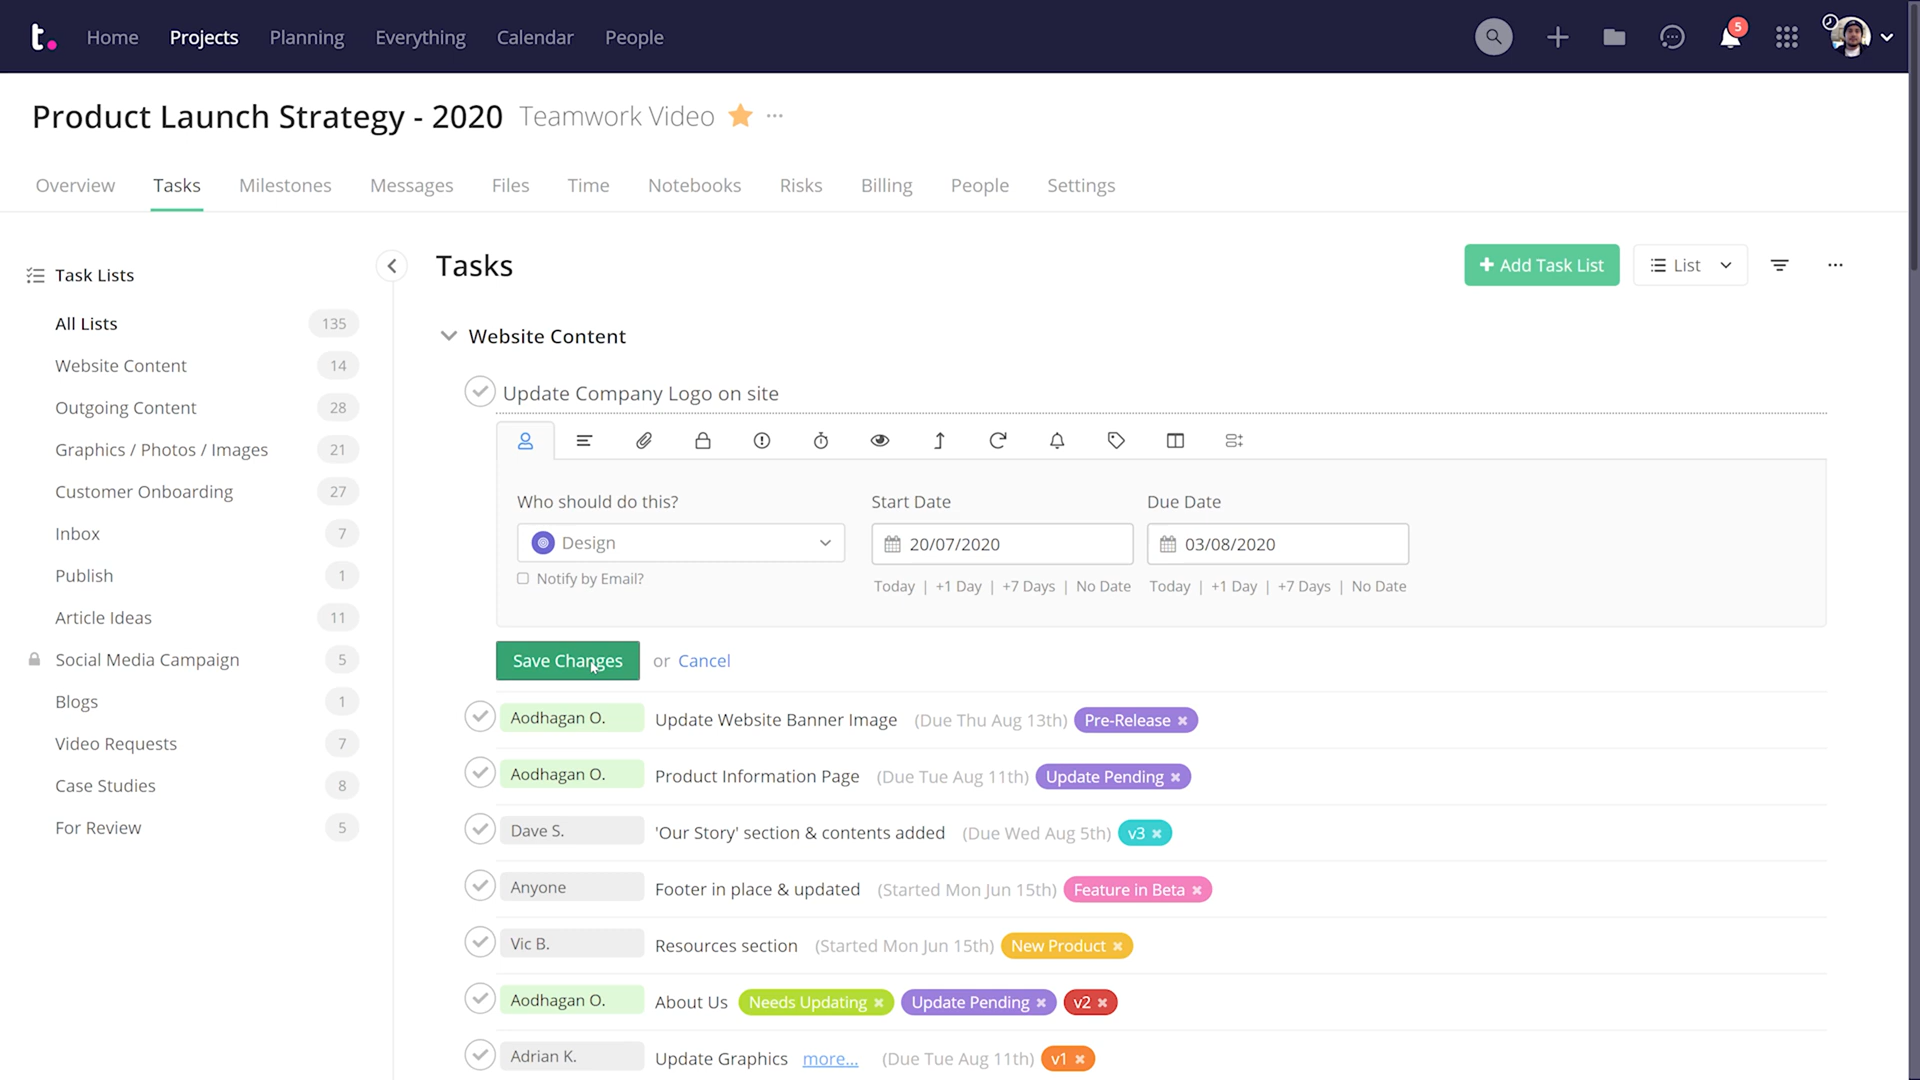 t. Home Projects Planning Everything Calendar People 5
Product Launch Strategy - 2020 Teamwork Video
Overview Tasks Milestones Messages Files Time Notebooks Risks Billing People Settings
Task Lists
All Lists 135
Website Content 14
Outgoing Content 28
Graphics / Photos / Images 21
Customer Onboarding 27
Inbox 7
Publish 1
Article Ideas 11
Social Media Campaign 5
Blogs 1
Video Requests 7
Case Studies 8
For Review 5
Tasks + Add Task List List
Website Content
Update Company Logo on site
Who should do this? Start Date Due Date
Design 20/07/2020 03/08/2020
Notify by Email? Today | +1 Day | +7 Days | No Date Today | +1 Day | +7 Days | No Date
Save Changes or Cancel
Aodhagan O. Update Website Banner Image (Due Thu Aug 13th) Pre-Release ×
Aodhagan O. Product Information Page (Due Tue Aug 11th) Update Pending ×
Dave S. 'Our Story' section & contents added (Due Wed Aug 5th) v3 ×
Anyone Footer in place & updated (Started Mon Jun 15th) Feature in Beta ×
Vic B. Resources section (Started Mon Jun 15th) New Product ×
Aodhagan O. About Us Needs Updating × Update Pending × v2 ×
Adrian K. Update Graphics more... (Due Tue Aug 11th) v1 ×